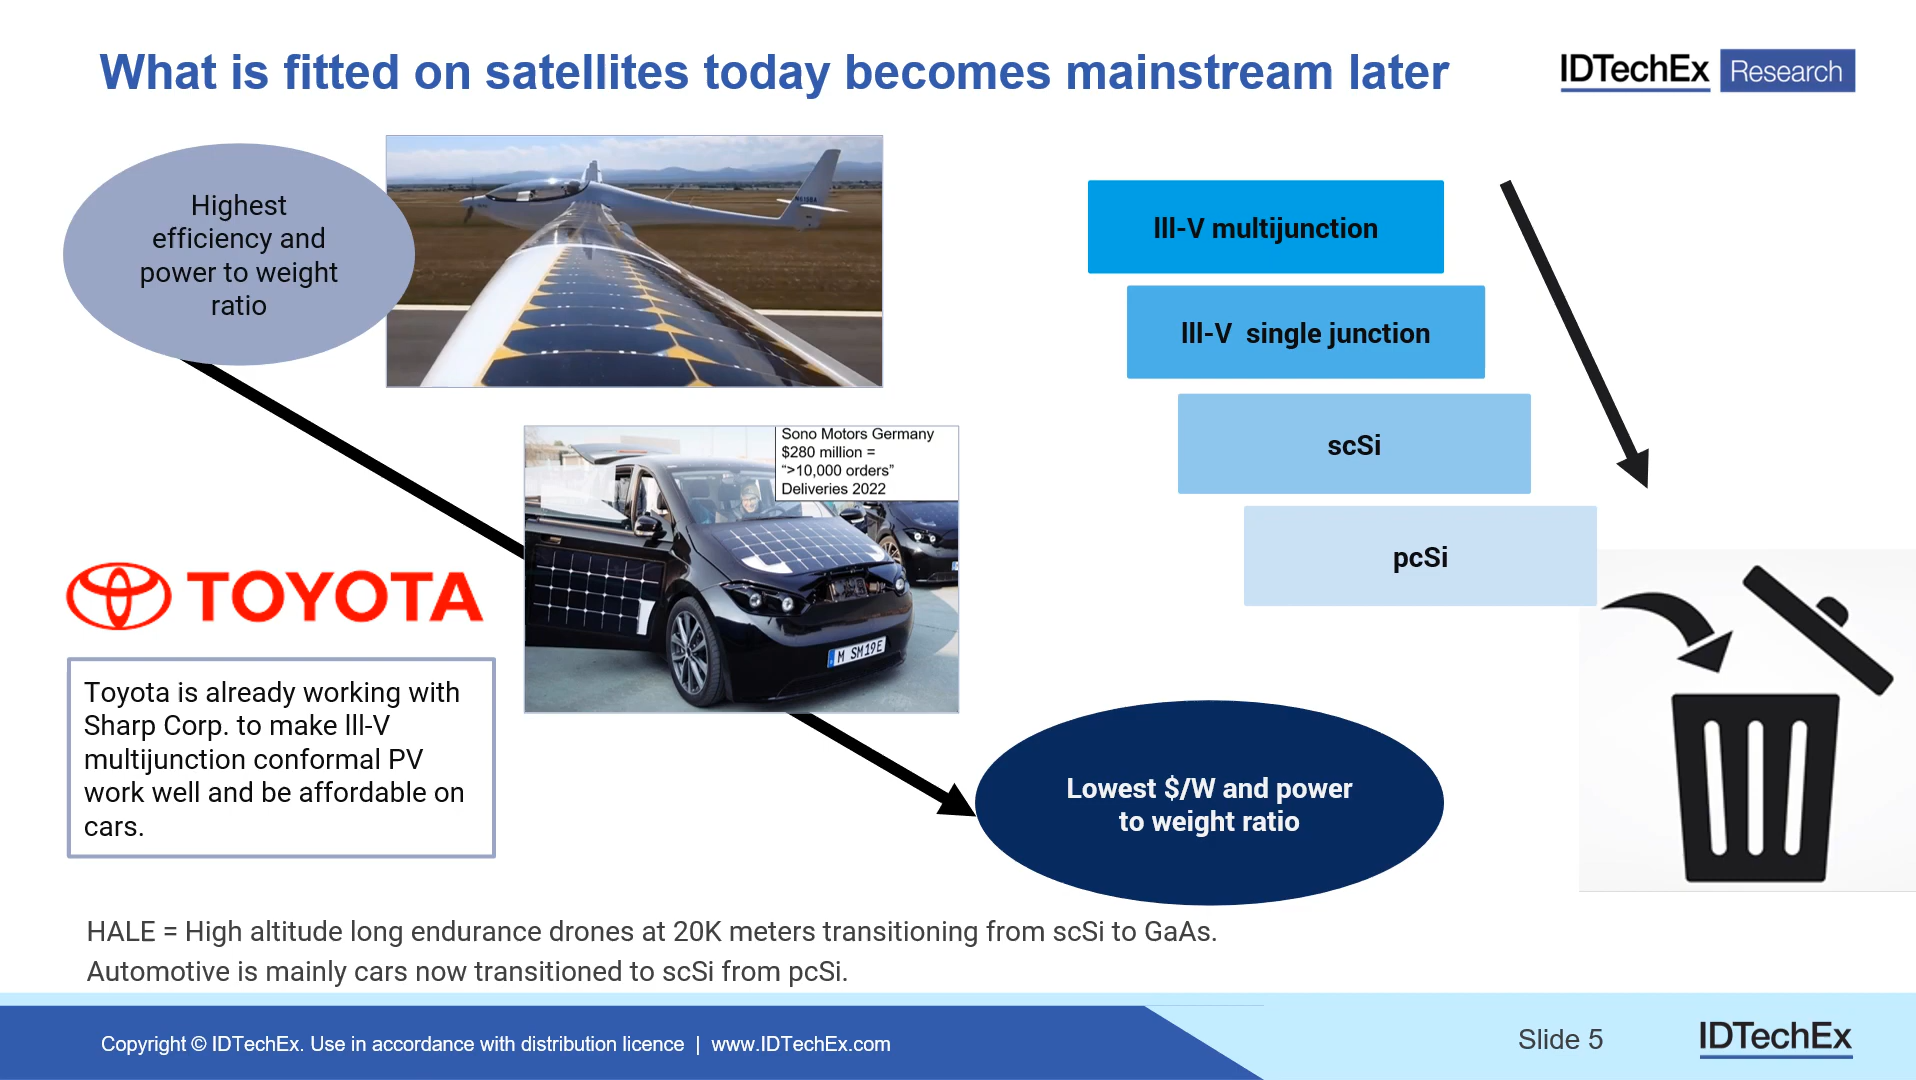 What is fitted on satellites today becomes mainstream later
IDTechEx Research
Highest
efficiency and
power to weight
ratio
lll-V multijunction
lll-V single junction
scSi
pcSi
Sono Motors Germany
$280 million =
“>10,000 orders”
Deliveries 2022
M SM19E
TOYOTA
Toyota is already working with
Sharp Corp. to make lll-V
multijunction conformal PV
work well and be affordable on
cars.
Lowest $/W and power
to weight ratio
HALE = High altitude long endurance drones at 20K meters transitioning from scSi to GaAs.
Automotive is mainly cars now transitioned to scSi from pcSi.
Copyright © IDTechEx. Use in accordance with distribution licence | www.IDTechEx.com
Slide 5
IDTechEx